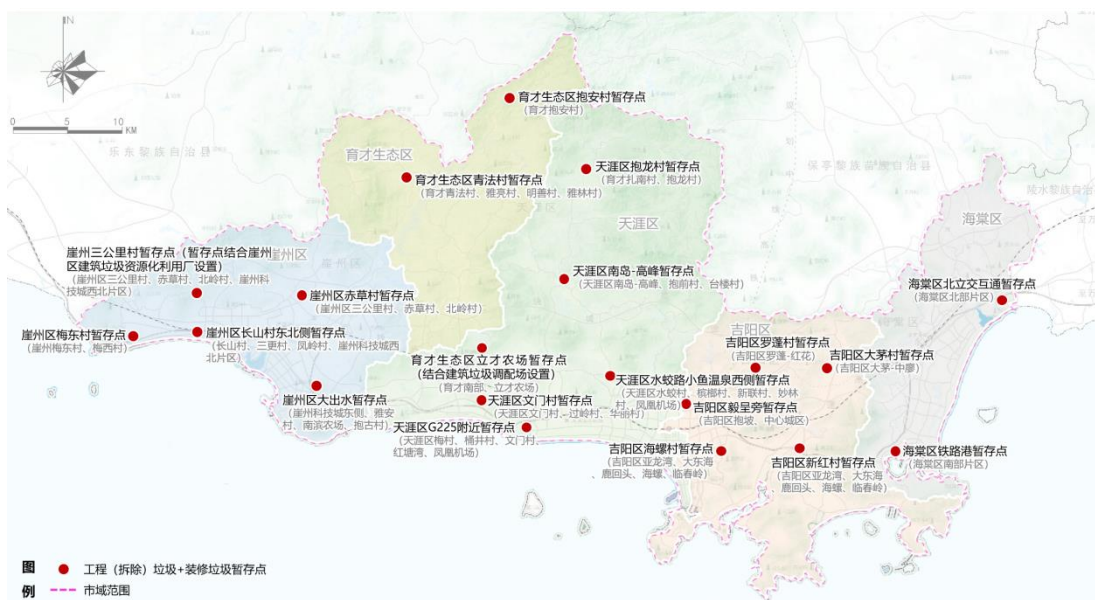 IN
0 5 10
KM
乐东黎族自治县
保亭黎族苗族自治县
陵水黎族自治
育才生态区抱安村暂存点
（育才抱安村）
育才生态区
育才生态区青法村暂存点
（育才青法村、雅亮村、明善村、雅林村）
天涯区抱龙村暂存点
（育才扎南村、抱龙村）
天涯区
海棠区
崖州三公里村暂存点（暂存点结合崖州
区建筑垃圾资源化利用厂设置）
（崖州区三公里村、赤草村、北岭村、崖州科
技城西北片区）
崖州区
崖州区赤草村暂存点
（崖州区三公里村、赤草村、北岭村）
天涯区南岛-高峰暂存点
（天涯区南岛-高峰、抱前村、台楼村）
海棠区北立交互通暂存点
（海棠区北部片区）
崖州区梅东村暂存点
（崖州梅东村、梅西村）
崖州区长山村东北侧暂存点
（长山村、三更村、凤岭村、崖州科技城西
北片区）
育才生态区立才农场暂存点
（结合建筑垃圾调配场设置）
（育才南部、立才农场）
吉阳区
吉阳区罗蓬村暂存点
（吉阳区罗蓬-红花）
吉阳区大茅村暂存点
（吉阳区大茅-中廖）
崖州区大出水暂存点
（崖州科技城东侧、雅安
村、南滨农场、抱古村）
天涯区文门村暂存点
（天涯区文门村、过岭村、华丽村）
天涯区水蛟路小鱼温泉西侧暂存点
（天涯区水蛟村、槟榔村、新联村、妙林
村、凤凰机场）
吉阳区毅呈旁暂存点
（吉阳区抱坡、中心城区）
天涯区G225附近暂存点
（天涯区梅村、桶井村、文门村、
红塘湾、凤凰机场）
吉阳区海螺村暂存点
（吉阳区亚龙湾、大东海
、鹿回头、海螺、临春岭）
吉阳区新红村暂存点
（吉阳区亚龙湾、大东海
、鹿回头、海螺、临春岭）
海棠区铁路港暂存点
（海棠区南部片区）
图
例
工程（拆除）垃圾+装修垃圾暂存点
市域范围